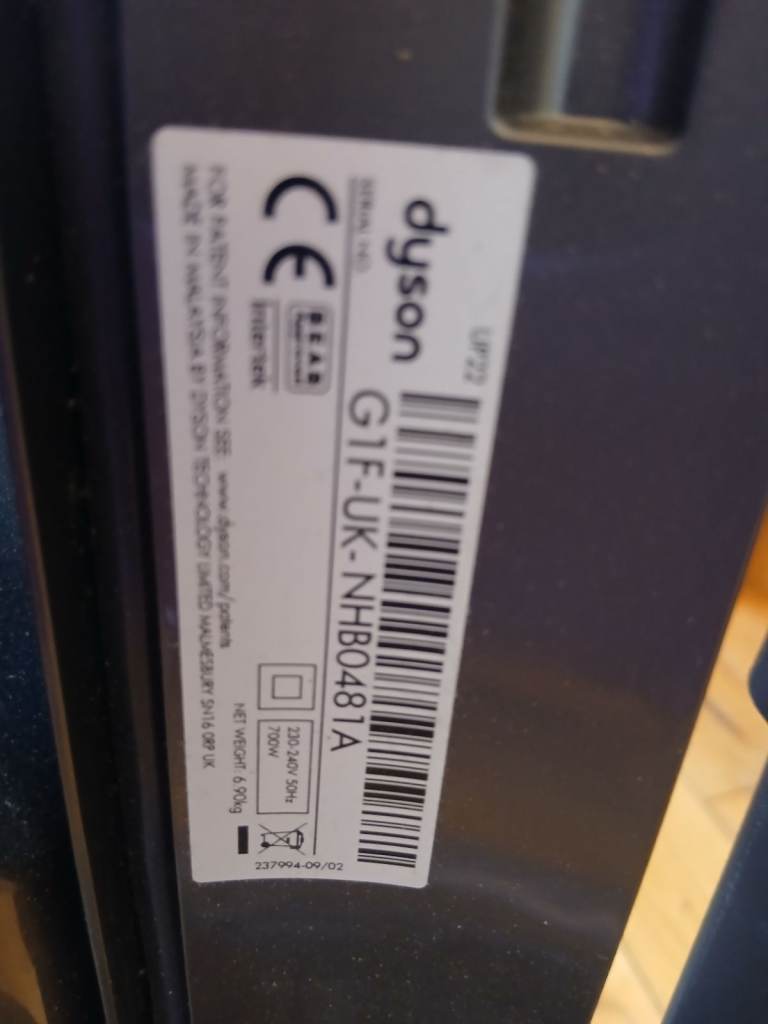 UP22
dyson
SERIAL NO.
G1F-UK-NHB0481A
CE
BEAB
Intertek
230-240V 50Hz
700W
NET WEIGHT: 6.90kg
FOR PATENT INFORMATION SEE: www.dyson.com/patents
MADE IN MALAYSIA BY DYSON TECHNOLOGY LIMITED MALMESBURY SN16 0RP UK
237994-09/02